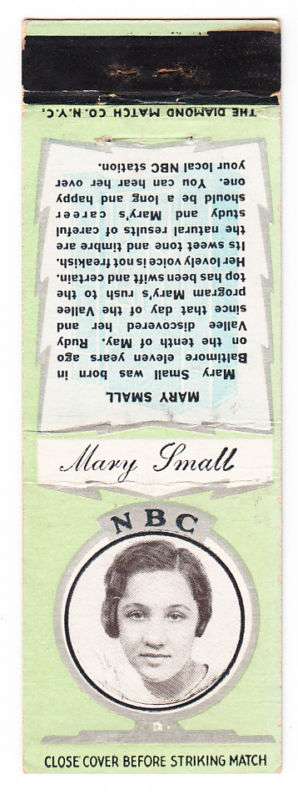 THE DIAMOND MATCH CO. N.Y.C.
MARY SMALL
Mary Small was born in
Baltimore eleven years ago
on the tenth of May. Rudy
Vallee discovered her and
since that day of the Vallee
program Mary's rush to the
top has been swift and certain.
Her lovely voice is not freakish.
Its sweet tone and timbre are
the natural results of careful
study and Mary's career
should be a long and happy
one. You can hear her over
your local NBC station.
Mary Small
NBC
CLOSE COVER BEFORE STRIKING MATCH